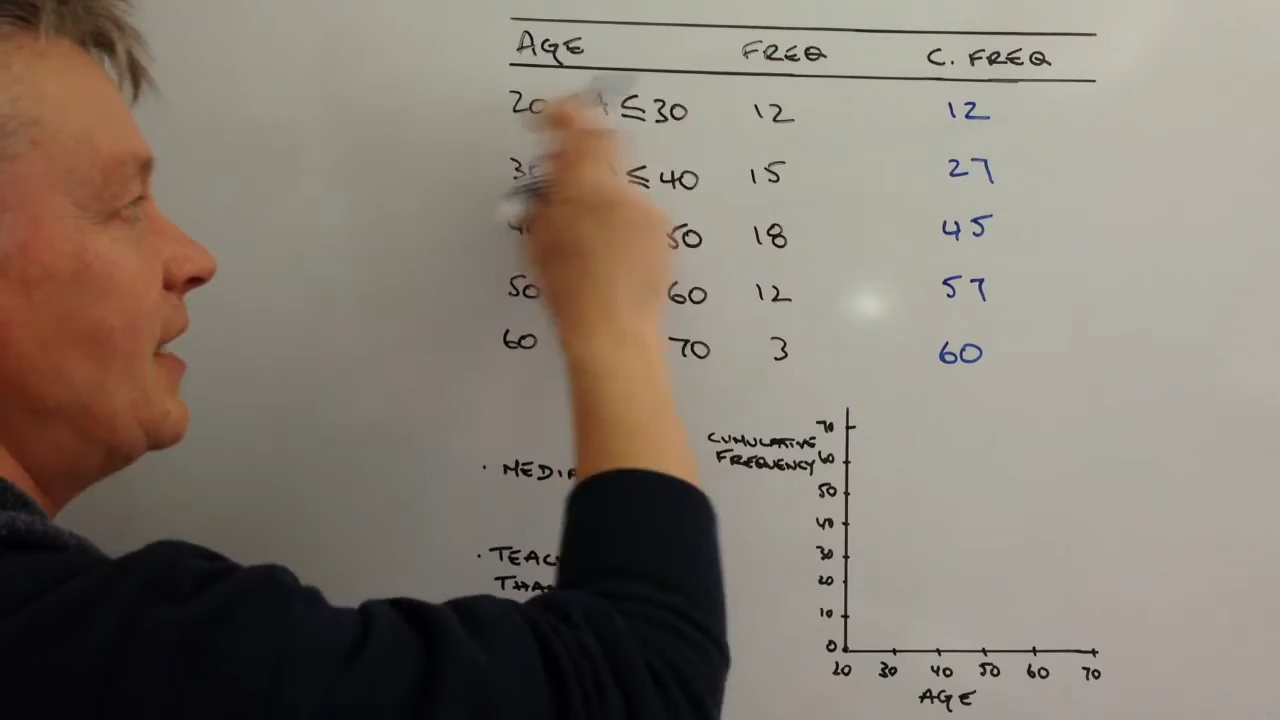 AGE FREQ C. FREQ
20 ≤ 30 12 12
≤ 40 15 27
50 18 45
50 60 12 57
60 70 3 60
CUMULATIVE
FREQUENCY
70
60
50
40
30
20
10
0
20 30 40 50 60 70
AGE